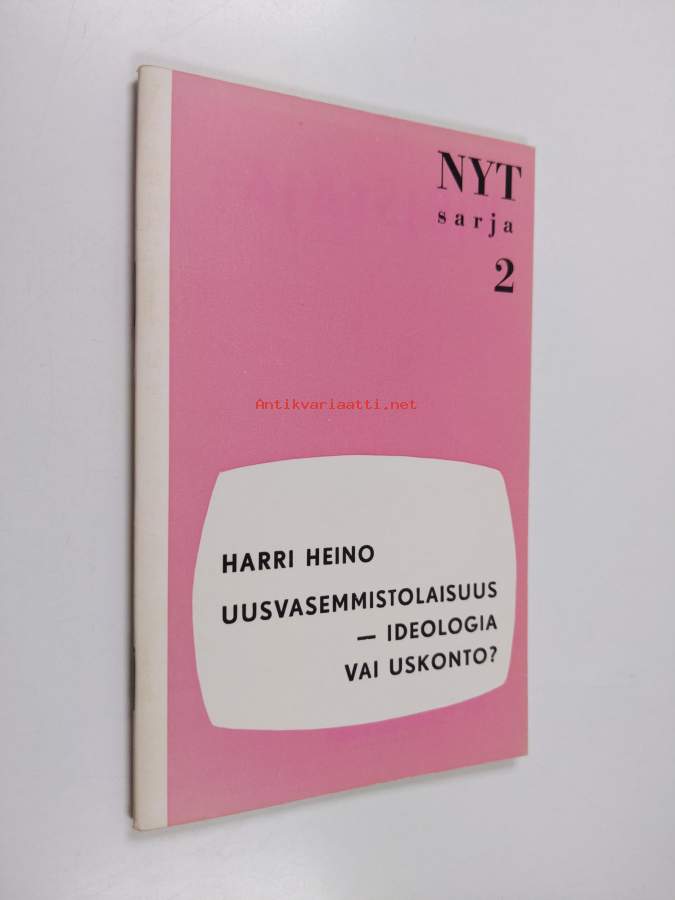 NYT
sarja
2
Antikvariaatti.net
HARRI HEINO
UUSVASEMMISTOLAISUUS
— IDEOLOGIA
VAI USKONTO?